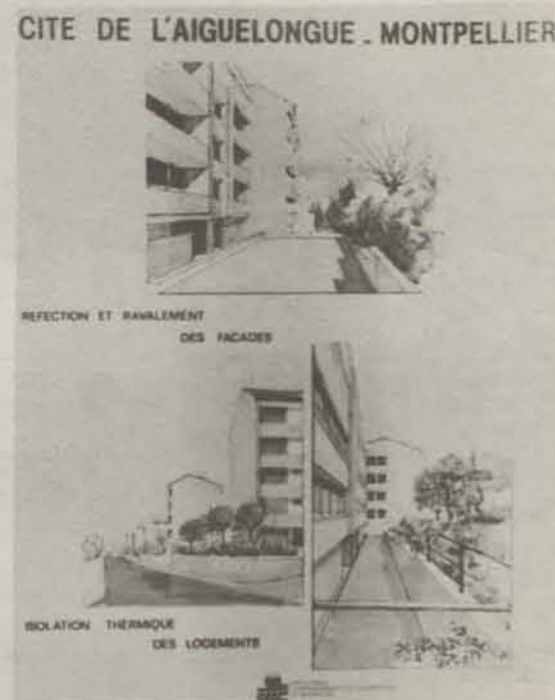 CITE DE L'AIGUELONGUE _ MONTPELLIER
REFECTION ET RAVALEMENT
DES FACADES
ISOLATION THERMIQUE
DES LOGEMENTS